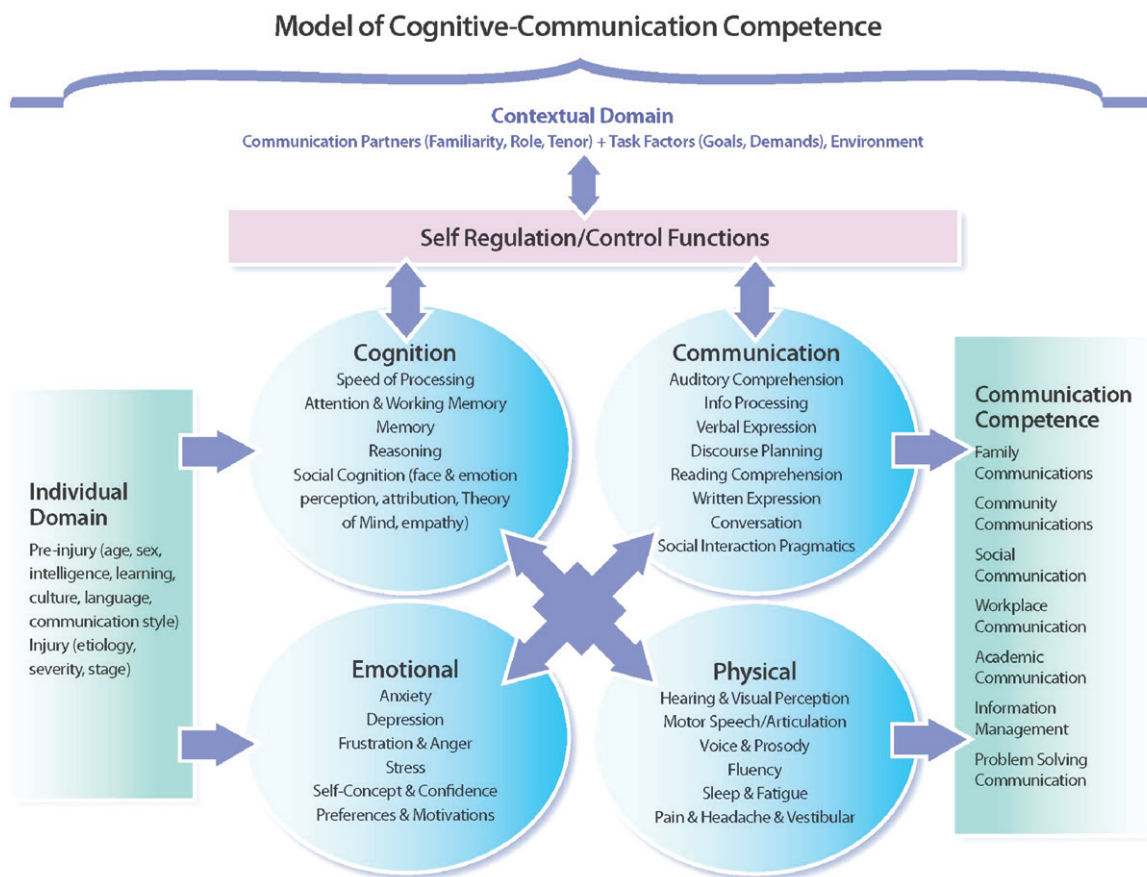 Model of Cognitive-Communication Competence
Contextual Domain
Communication Partners (Familiarity, Role, Tenor) + Task Factors (Goals, Demands), Environment
Self Regulation/Control Functions
Individual
Domain
Pre-injury (age, sex,
intelligence, learning,
culture, language,
communication style)
Injury (etiology,
severity, stage)
Cognition
Speed of Processing
Attention & Working Memory
Memory
Reasoning
Social Cognition (face & emotion
perception, attribution, Theory
of Mind, empathy)
Communication
Auditory Comprehension
Info Processing
Verbal Expression
Discourse Planning
Reading Comprehension
Written Expression
Conversation
Social Interaction Pragmatics
Emotional
Anxiety
Depression
Frustration & Anger
Stress
Self-Concept & Confidence
Preferences & Motivations
Physical
Hearing & Visual Perception
Motor Speech/Articulation
Voice & Prosody
Fluency
Sleep & Fatigue
Pain & Headache & Vestibular
Communication
Competence
Family
Communications
Community
Communications
Social
Communication
Workplace
Communication
Academic
Communication
Information
Management
Problem Solving
Communication